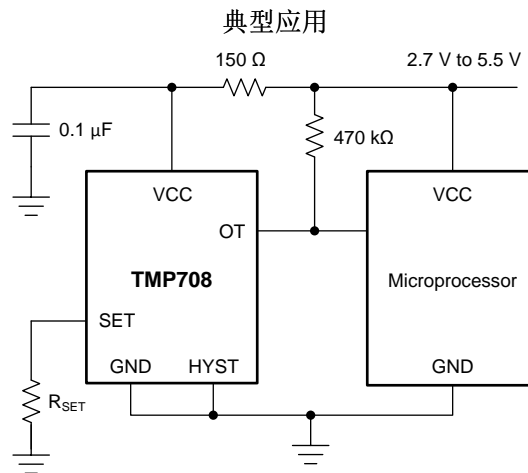 典型应用
150 Ω
2.7 V to 5.5 V
0.1 µF
470 kΩ
VCC
VCC
OT
TMP708
Microprocessor
SET
GND
HYST
GND
RSET